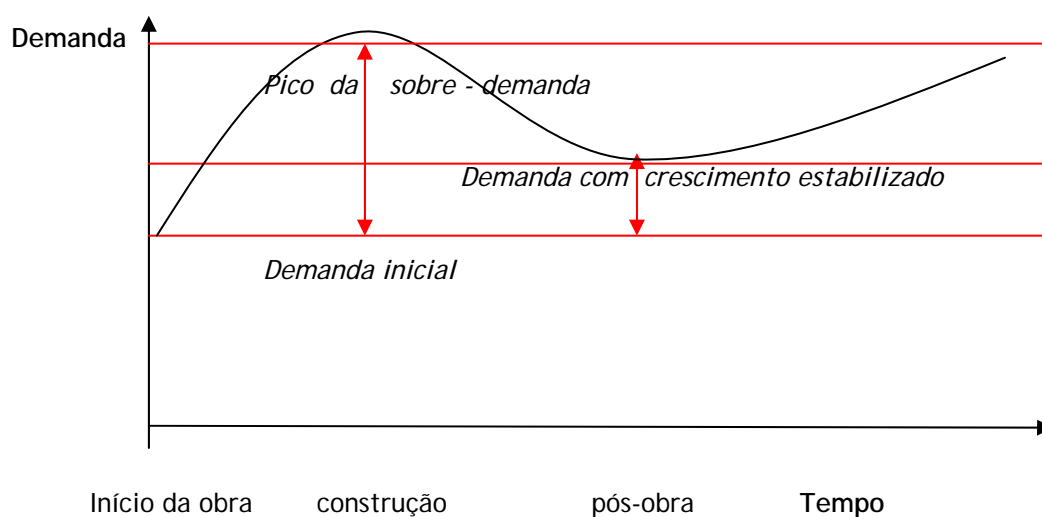 Demanda
Pico da sobre - demanda
Demanda com crescimento estabilizado
Demanda inicial
Início da obra construção pós-obra Tempo